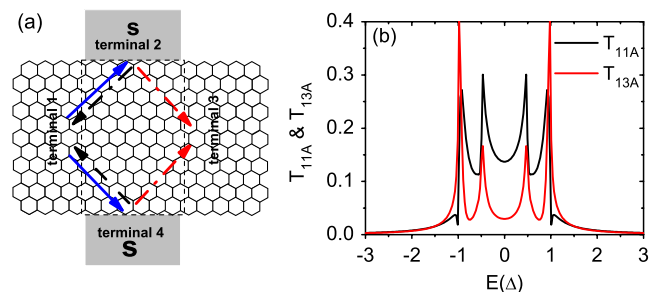 (a)
S
terminal 2
terminal 1
terminal 3
terminal 4
S
(b)
T11A
T13A
T11A & T13A
0.4
0.3
0.2
0.1
0.0
-3 -2 -1 0 1 2 3
E(Δ)